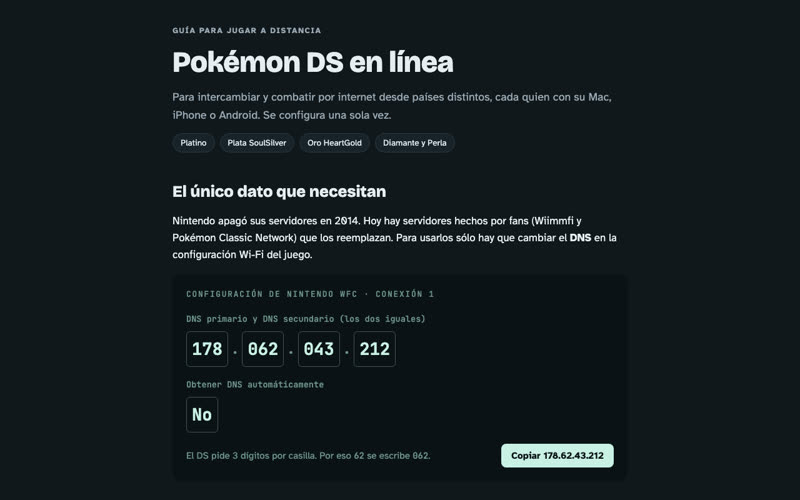 GUÍA PARA JUGAR A DISTANCIA
Pokémon DS en línea
Para intercambiar y combatir por internet desde países distintos, cada quien con su Mac,
iPhone o Android. Se configura una sola vez.
Platino
Plata SoulSilver
Oro HeartGold
Diamante y Perla
El único dato que necesitan
Nintendo apagó sus servidores en 2014. Hoy hay servidores hechos por fans (Wiimmfi y
Pokémon Classic Network) que los reemplazan. Para usarlos sólo hay que cambiar el DNS en la
configuración Wi-Fi del juego.
CONFIGURACIÓN DE NINTENDO WFC · CONEXIÓN 1
DNS primario y DNS secundario (los dos iguales)
178 . 062 . 043 . 212
Obtener DNS automáticamente
No
El DS pide 3 dígitos por casilla. Por eso 62 se escribe 062.
Copiar 178.62.43.212